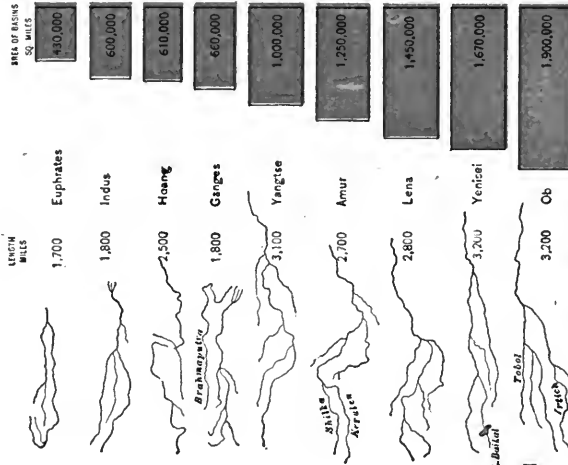 LENGTH
MILES
AREA OF BASINS
SQ. MILES
1,700 Euphrates 430,000
1,800 Indus 600,000
2,500 Hoang 610,000
Brahmaputra
1,800 Ganges 660,000
3,100 Yangtse 1,000,000
Shilka
2,700 Amur 1,250,000
2,800 Lena 1,450,000
3,200 Yenisei 1,670,000
Baikal
Tobol
3,200 Ob 1,900,000
Irtich